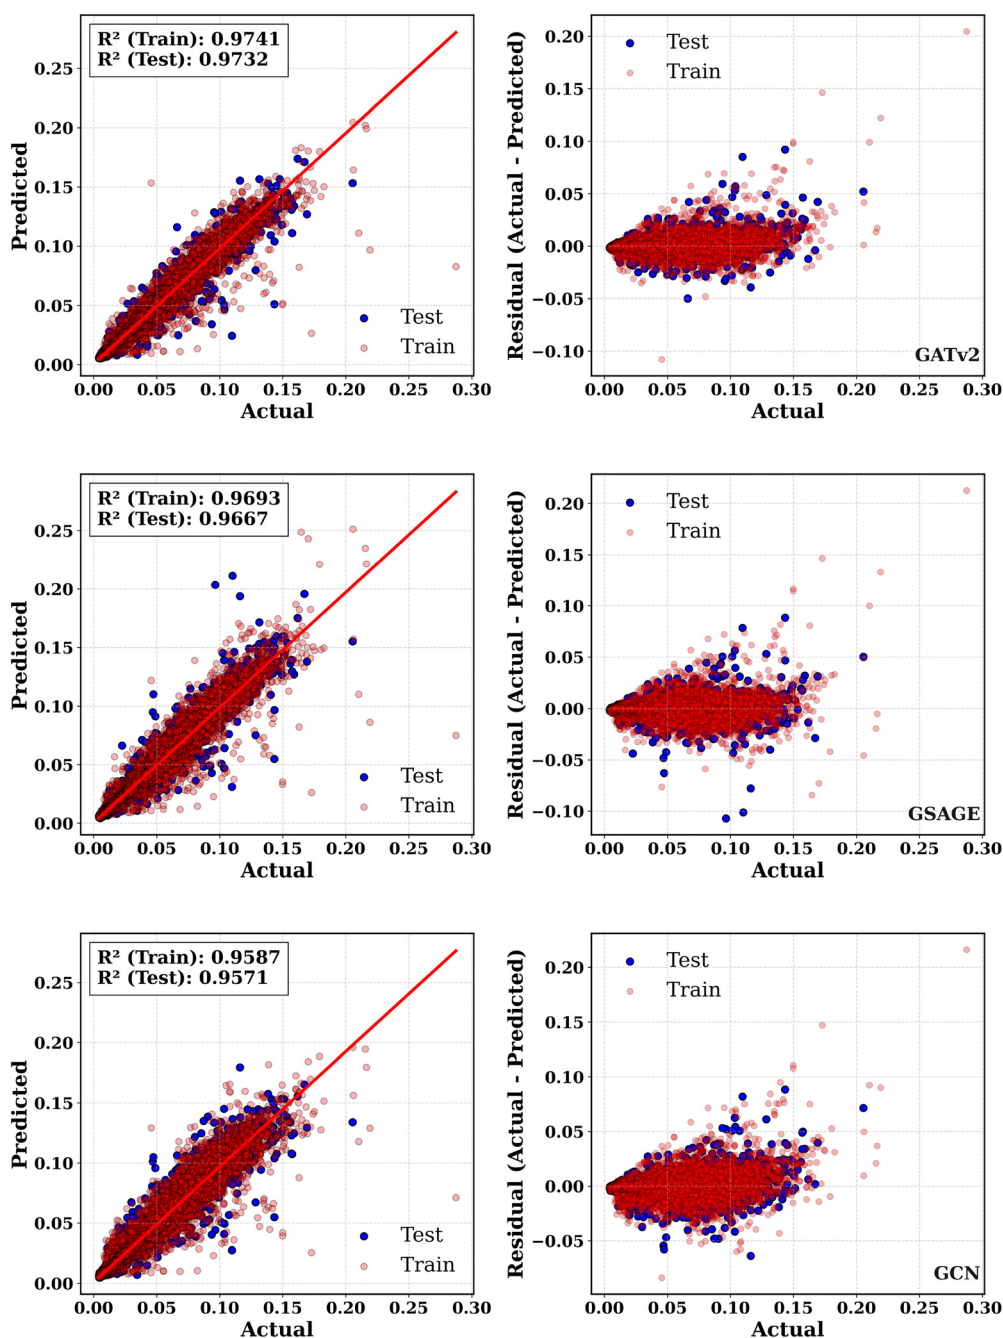 R² (Train): 0.9741
R² (Test): 0.9732
Test
Train
0.25
0.20
0.15
0.10
0.05
0.00
Predicted
0.00 0.05 0.10 0.15 0.20 0.25 0.30
Actual
Test
Train
0.20
0.15
0.10
0.05
0.00
−0.05
−0.10
Residual (Actual - Predicted)
GATv2
0.00 0.05 0.10 0.15 0.20 0.25 0.30
Actual
R² (Train): 0.9693
R² (Test): 0.9667
Test
Train
0.25
0.20
0.15
0.10
0.05
0.00
Predicted
0.00 0.05 0.10 0.15 0.20 0.25 0.30
Actual
Test
Train
0.20
0.15
0.10
0.05
0.00
−0.05
−0.10
Residual (Actual - Predicted)
GSAGE
0.00 0.05 0.10 0.15 0.20 0.25 0.30
Actual
R² (Train): 0.9587
R² (Test): 0.9571
Test
Train
0.25
0.20
0.15
0.10
0.05
0.00
Predicted
0.00 0.05 0.10 0.15 0.20 0.25 0.30
Actual
Test
Train
0.20
0.15
0.10
0.05
0.00
−0.05
Residual (Actual - Predicted)
GCN
0.00 0.05 0.10 0.15 0.20 0.25 0.30
Actual